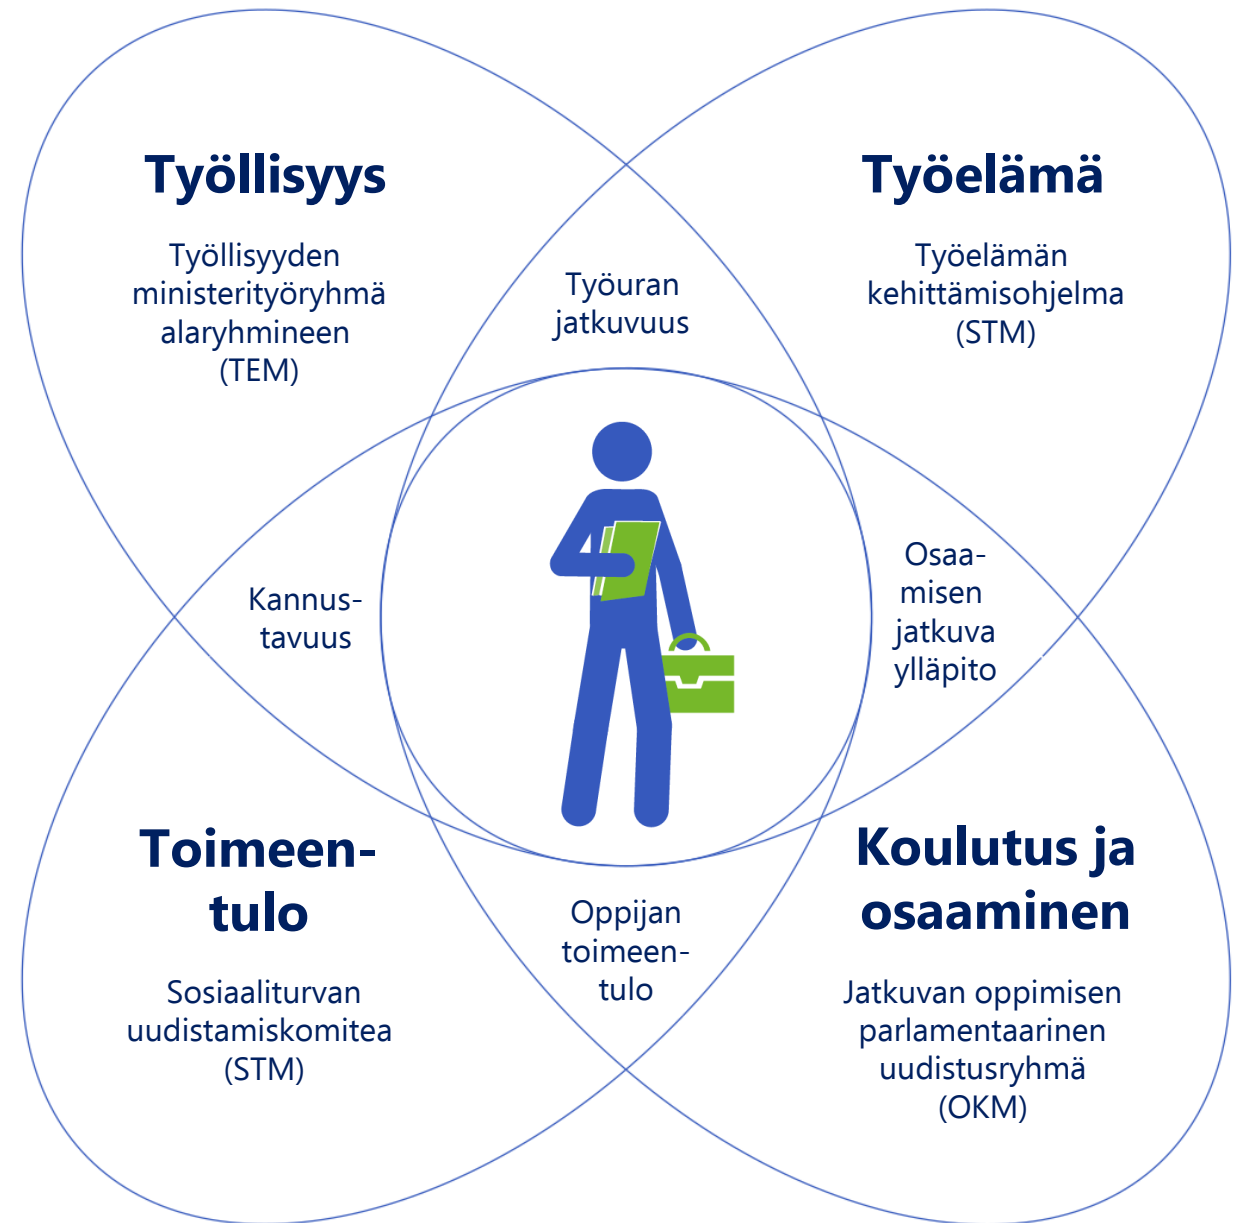 Työllisyys
Työllisyyden
ministerityöryhmä
alaryhmineen
(TEM)
Työuran
jatkuvuus
Työelämä
Työelämän
kehittämisohjelma
(STM)
Kannus-
tavuus
Osaa-
misen
jatkuva
ylläpito
Toimeen-
tulo
Sosiaaliturvan
uudistamiskomitea
(STM)
Oppijan
toimeen-
tulo
Koulutus ja
osaaminen
Jatkuvan oppimisen
parlamentaarinen
uudistusryhmä
(OKM)